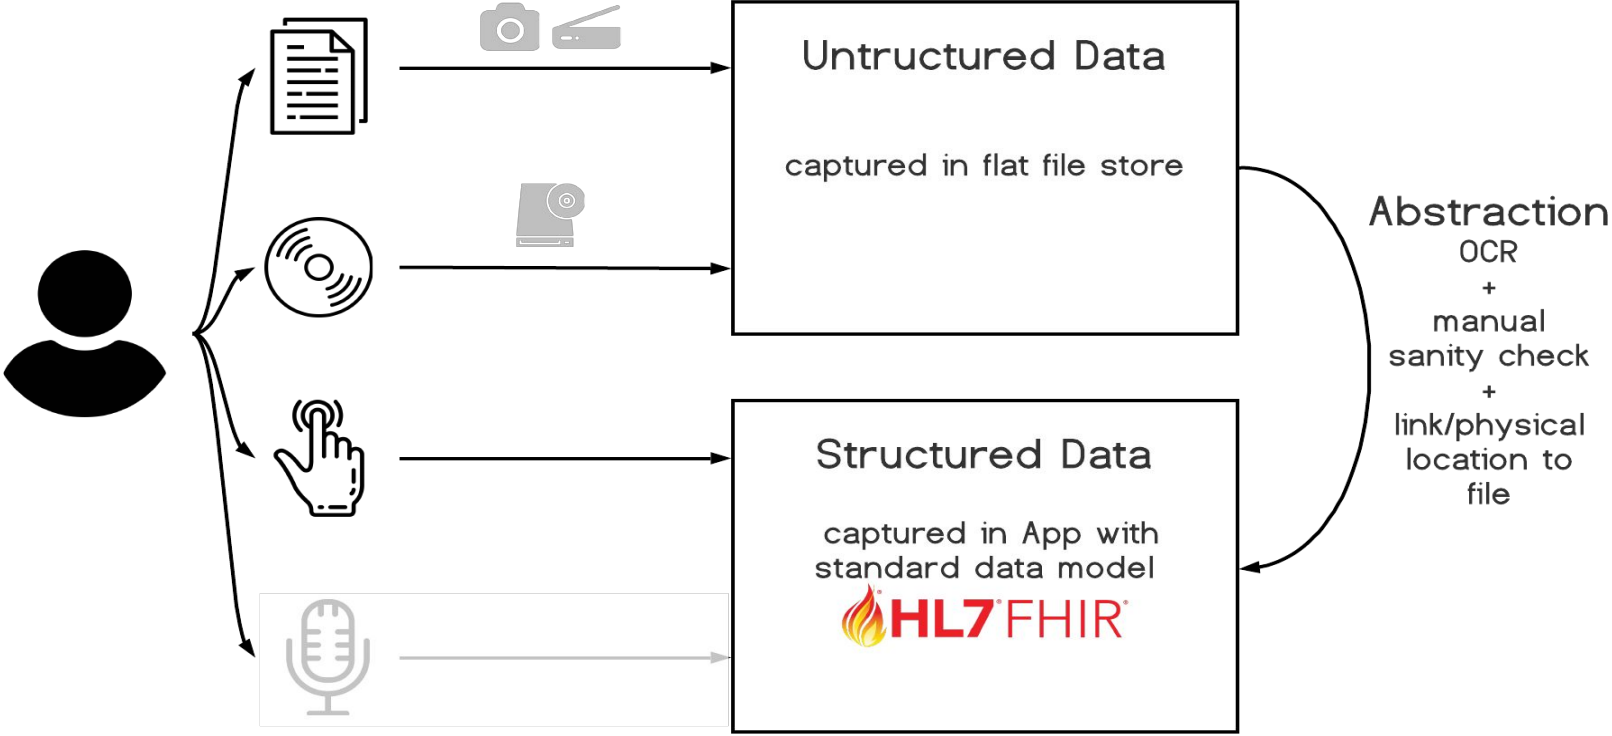 Untructured Data
captured in flat file store
Abstraction
OCR
+
manual
sanity check
+
link/physical
location to
file
Structured Data
captured in App with
standard data model
HL7® FHIR®